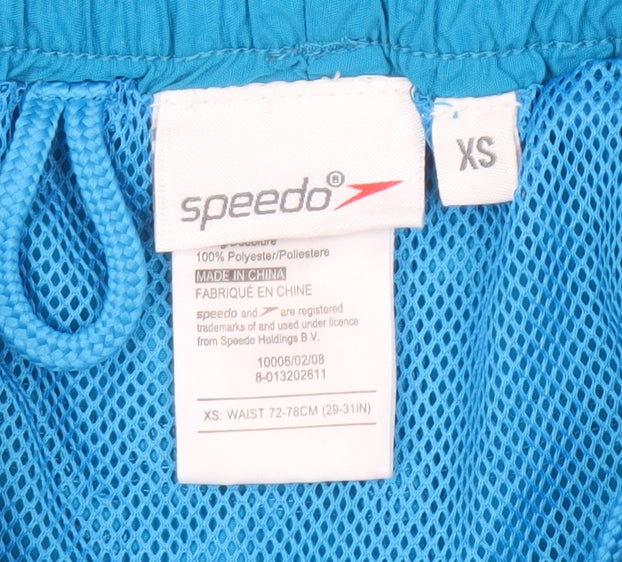 speedo®
XS
100% Polyester/Poliestere
MADE IN CHINA
FABRIQUÉ EN CHINE
speedo and are registered
trademarks of and used under licence
from Speedo Holdings B.V.
10006/02/08
8-013202611
XS: WAIST 72-78CM (29-31IN)